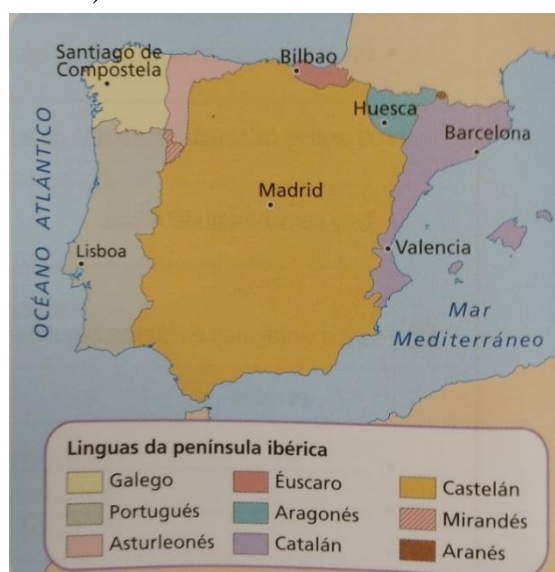 Santiago de
Compostela
Bilbao
Huesca
Barcelona
OCÉANO ATLÁNTICO
Madrid
Lisboa
Valencia
Mar
Mediterráneo
Linguas da península ibérica
Galego
Éuscaro
Castelán
Portugués
Aragonés
Mirandés
Asturleonés
Catalán
Aranés